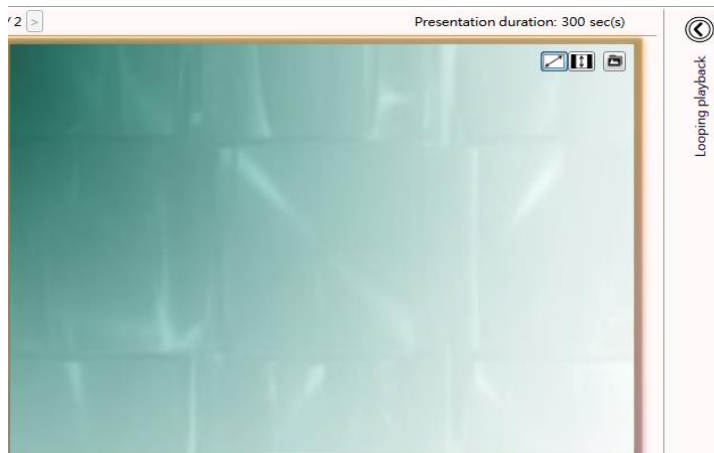 / 2 >
Presentation duration: 300 sec(s)
Looping playback